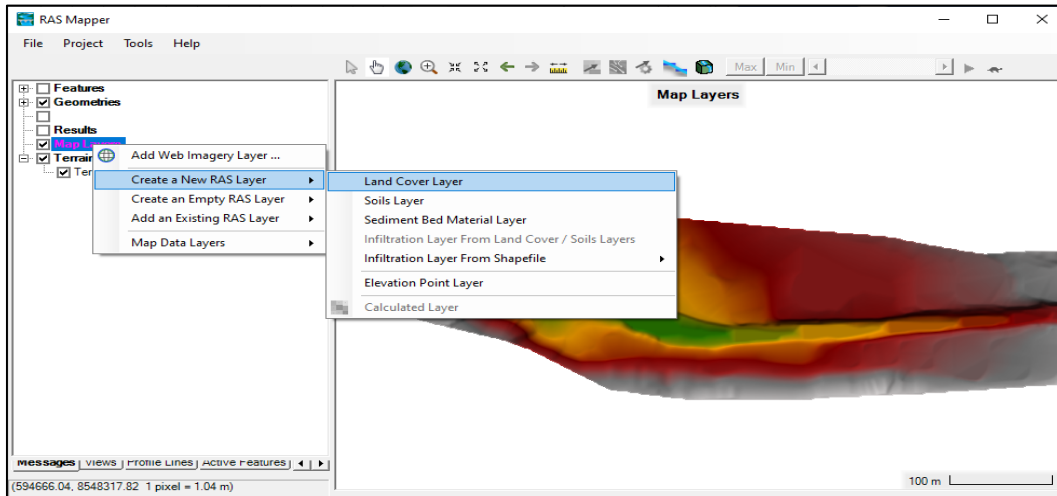 RAS Mapper
File Project Tools Help
Max Min
Features
Geometries
Results
Map Layers
Terrain
Ter
Map Layers
Add Web Imagery Layer ...
Create a New RAS Layer
Create an Empty RAS Layer
Add an Existing RAS Layer
Map Data Layers
Land Cover Layer
Soils Layer
Sediment Bed Material Layer
Infiltration Layer From Land Cover / Soils Layers
Infiltration Layer From Shapefile
Elevation Point Layer
Calculated Layer
Messages Views Profile Lines Active Features
(594666.04, 8548317.82 1 pixel = 1.04 m)
100 m